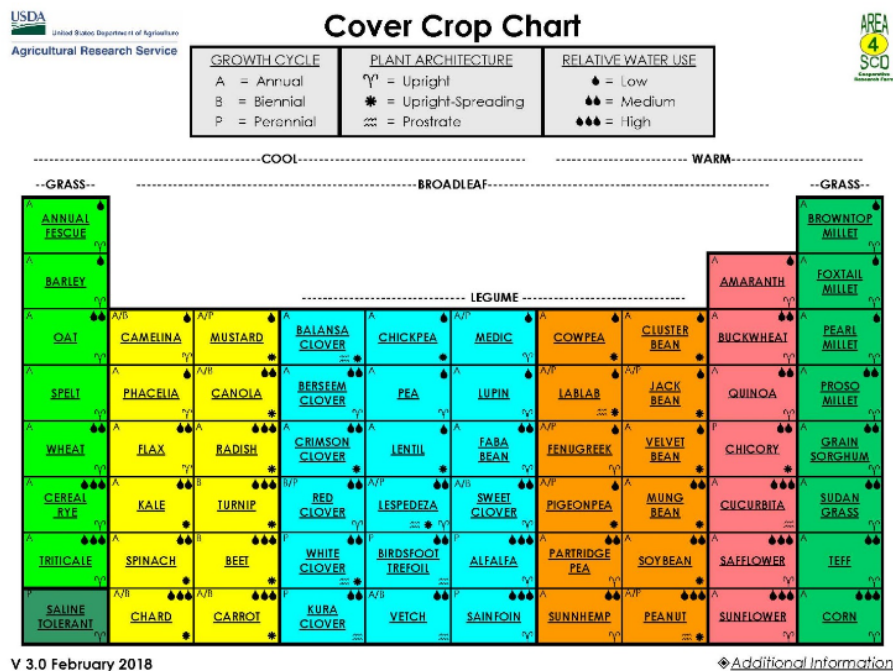 USDA
United States Department of Agriculture
Agricultural Research Service
Cover Crop Chart
AREA
4
SCD
Cooperative
Research Farm
GROWTH CYCLE
A = Annual
B = Biennial
P = Perennial
PLANT ARCHITECTURE
= Upright
= Upright-Spreading
= Prostrate
RELATIVE WATER USE
= Low
= Medium
= High
COOL
WARM
--GRASS--
BROADLEAF
--GRASS--
A
ANNUAL
FESCUE
A
BROWNTOP
MILLET
A
BARLEY
LEGUME
A
AMARANTH
A
FOXTAIL
MILLET
A
OAT
A/B
CAMELINA
A/P
MUSTARD
A
BALANSA
CLOVER
A
CHICKPEA
A/P
MEDIC
A
COWPEA
A
CLUSTER
BEAN
A
BUCKWHEAT
A
PEARL
MILLET
A
SPELT
A
PHACELIA
A/B
CANOLA
A
BERSEEM
CLOVER
A
PEA
A
LUPIN
A/P
LABLAB
A/P
JACK
BEAN
A
QUINOA
A
PROSO
MILLET
A
WHEAT
A
FLAX
A
RADISH
A
CRIMSON
CLOVER
A
LENTIL
A
FABA
BEAN
A/P
FENUGREEK
A
VELVET
BEAN
P
CHICORY
A
GRAIN
SORGHUM
A
CEREAL
RYE
A
KALE
B
TURNIP
B/P
RED
CLOVER
A/P
LESPEDEZA
A/B
SWEET
CLOVER
A/P
PIGEONPEA
A
MUNG
BEAN
A
CUCURBITA
A
SUDAN
GRASS
A
TRITICALE
A
SPINACH
B
BEET
P
WHITE
CLOVER
P
BIRDSFOOT
TREFOIL
P
ALFALFA
A
PARTRIDGE
PEA
A
SOYBEAN
A
SAFFLOWER
A
TEFF
P
SALINE
TOLERANT
A/B
CHARD
A/B
CARROT
P
KURA
CLOVER
A/B
VETCH
P
SAINFOIN
A
SUNNHEMP
A/P
PEANUT
A
SUNFLOWER
A
CORN
V 3.0 February 2018
Additional Information